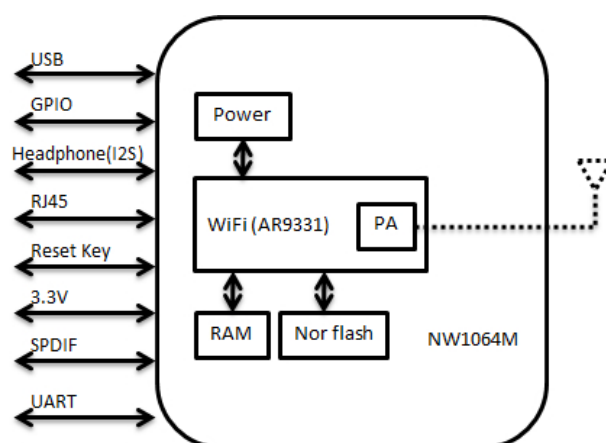 USB
GPIO
Headphone(I2S)
RJ45
Reset Key
3.3V
SPDIF
UART
Power
WiFi (AR9331)
PA
RAM
Nor flash
NW1064M